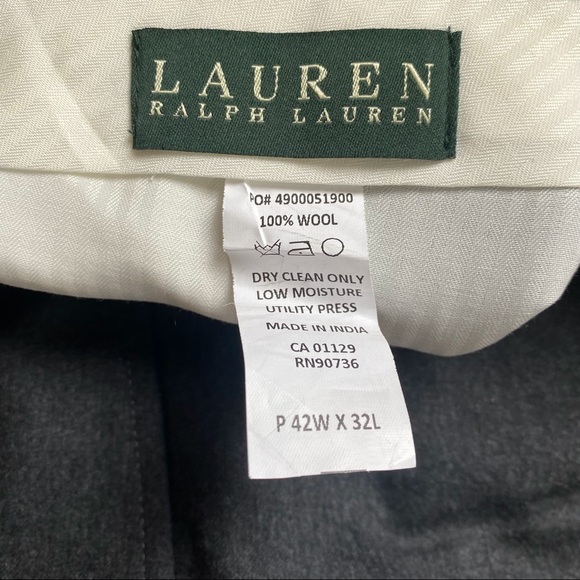 LAUREN
RALPH LAUREN
PO# 4900051900
100% WOOL
DRY CLEAN ONLY
LOW MOISTURE
UTILITY PRESS
MADE IN INDIA
CA 01129
RN90736
P 42W X 32L